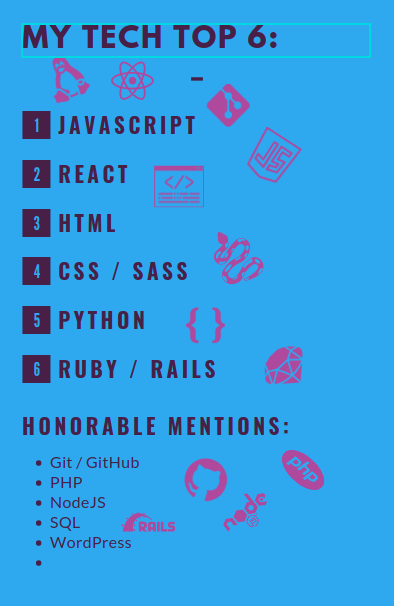 MY TECH TOP 6:
–
1 JAVASCRIPT
JS
2 REACT
</>
3 HTML
4 CSS / SASS
5 PYTHON
{ }
6 RUBY / RAILS
HONORABLE MENTIONS:
• Git / GitHub
• PHP
• NodeJS
• SQL
• WordPress
•
php
node
RAILS